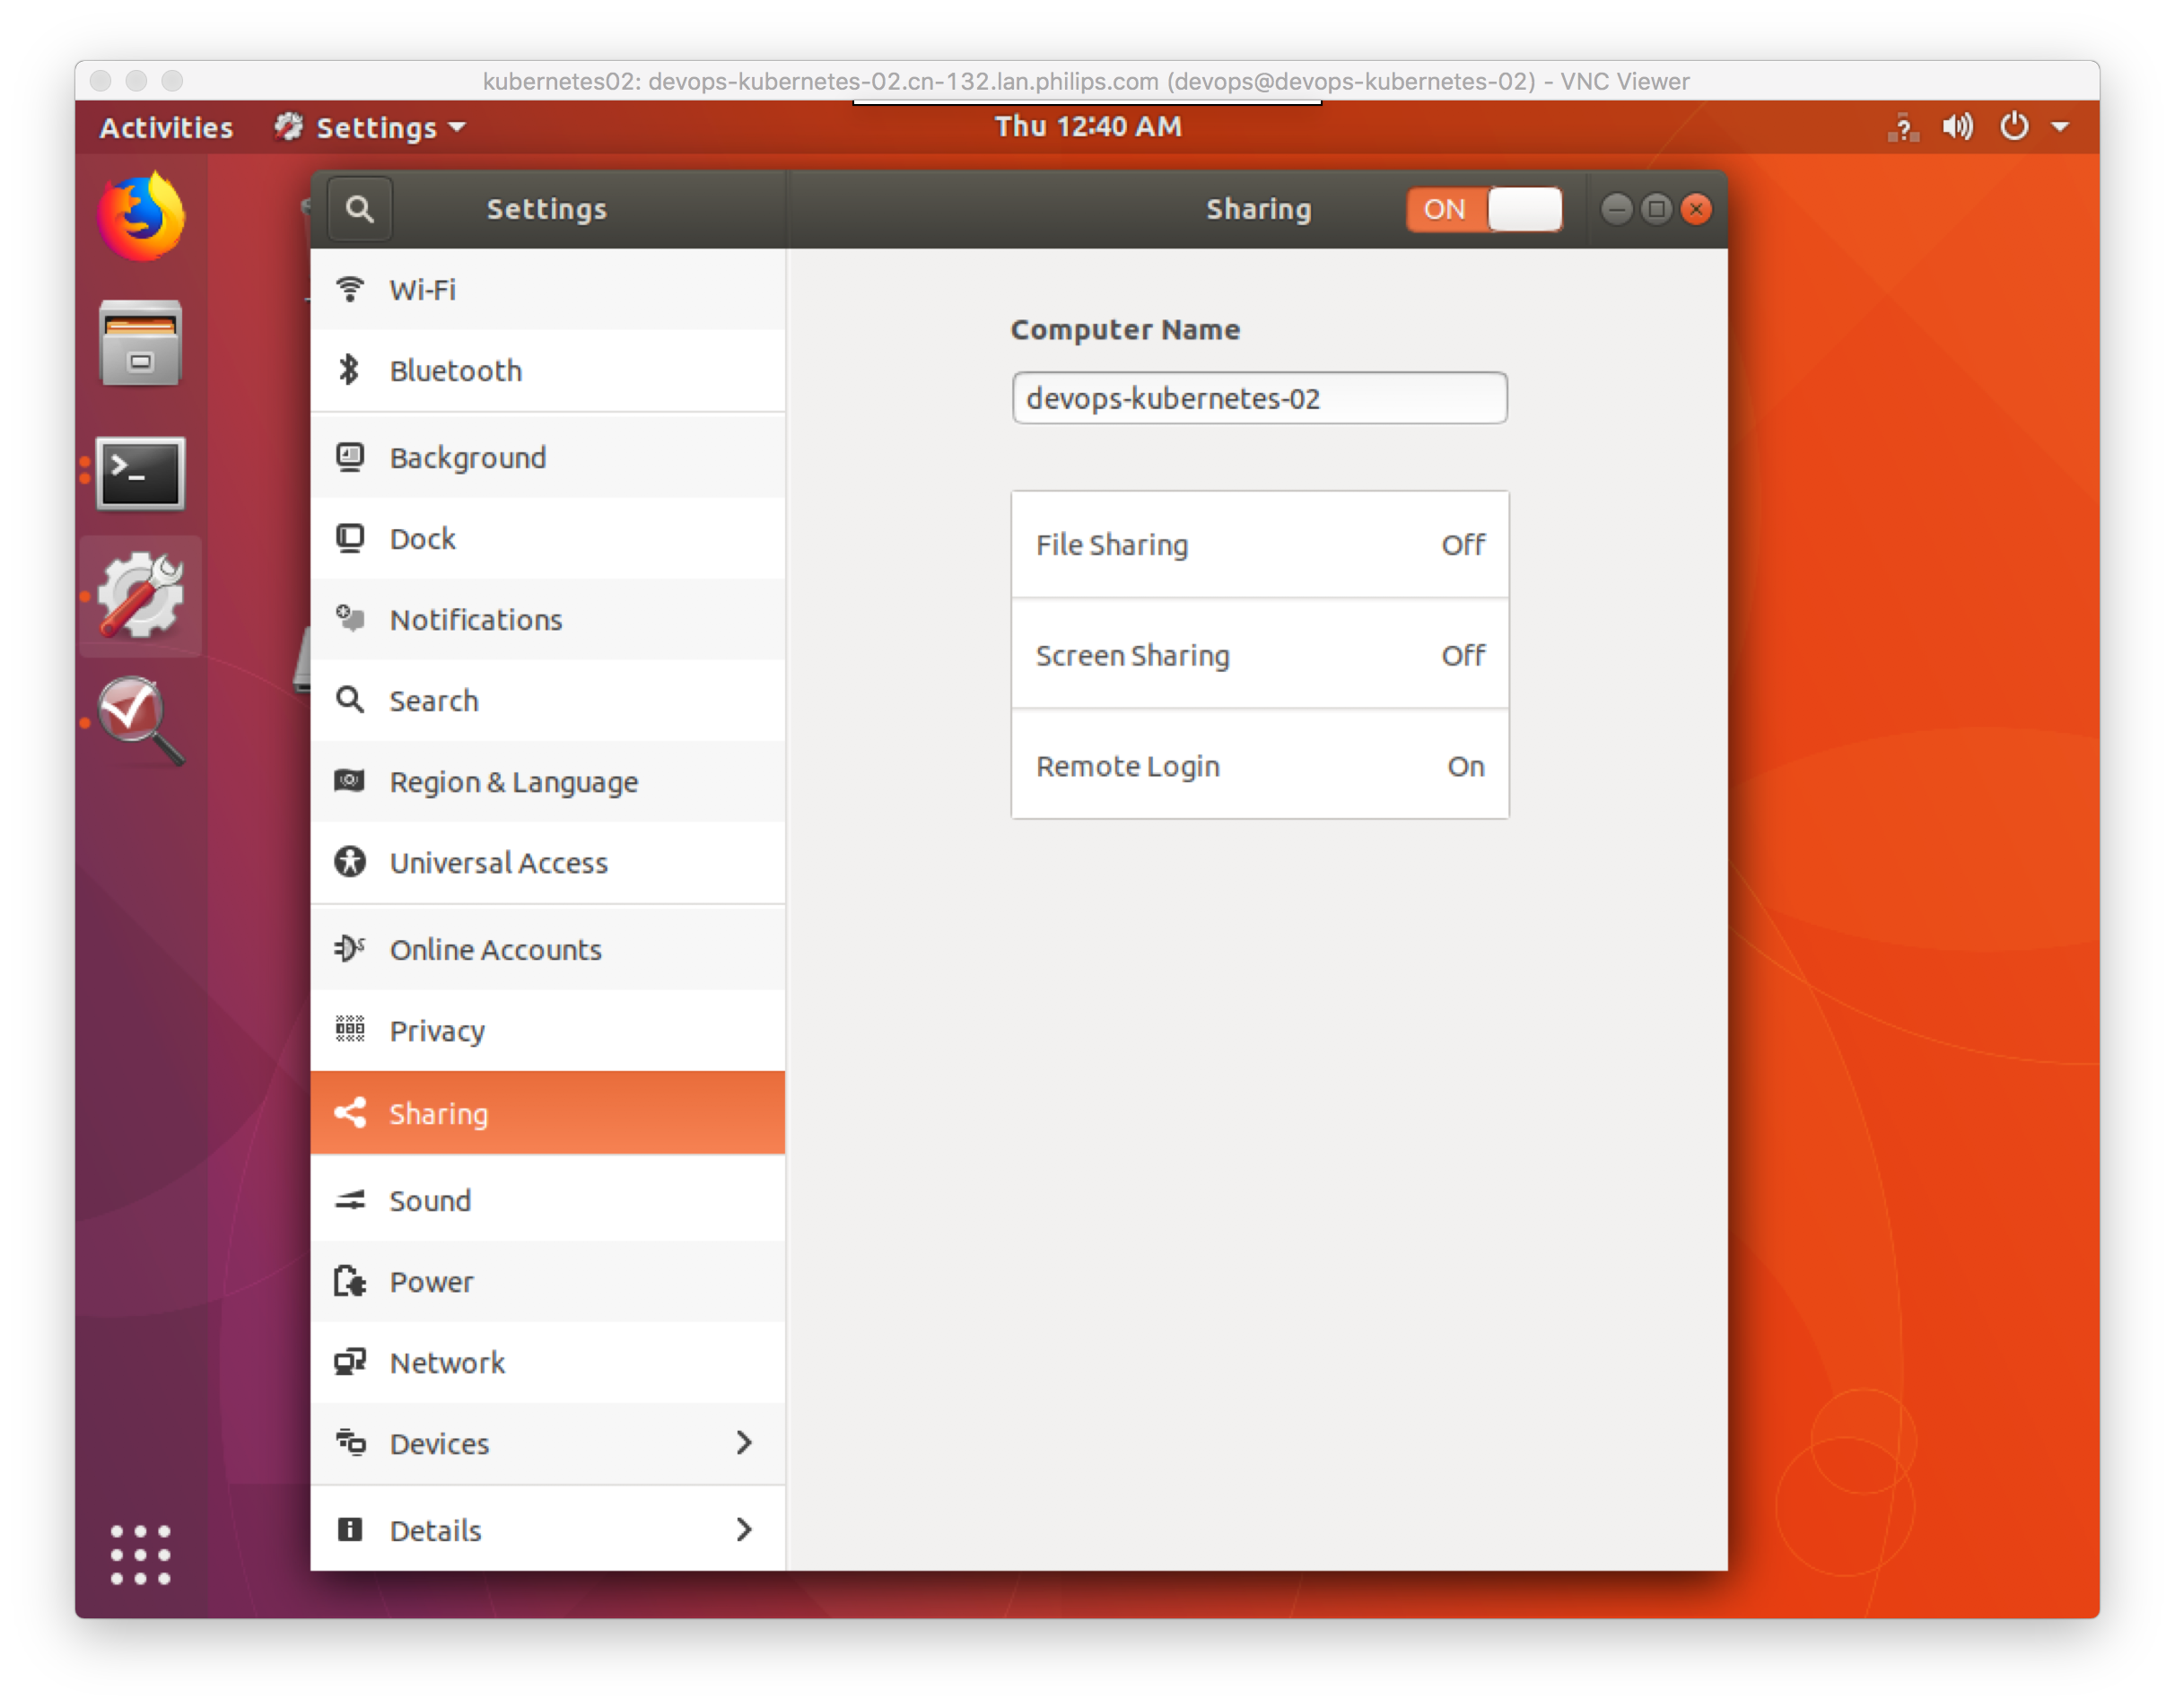 kubernetes02: devops-kubernetes-02.cn-132.lan.philips.com (devops@devops-kubernetes-02) - VNC Viewer
Activities Settings Thu 12:40 AM
Settings Sharing ON
Wi-Fi
Bluetooth
Background
Dock
Notifications
Search
Region & Language
Universal Access
Online Accounts
Privacy
Sharing
Sound
Power
Network
Devices
Details
Computer Name
devops-kubernetes-02
File Sharing Off
Screen Sharing Off
Remote Login On